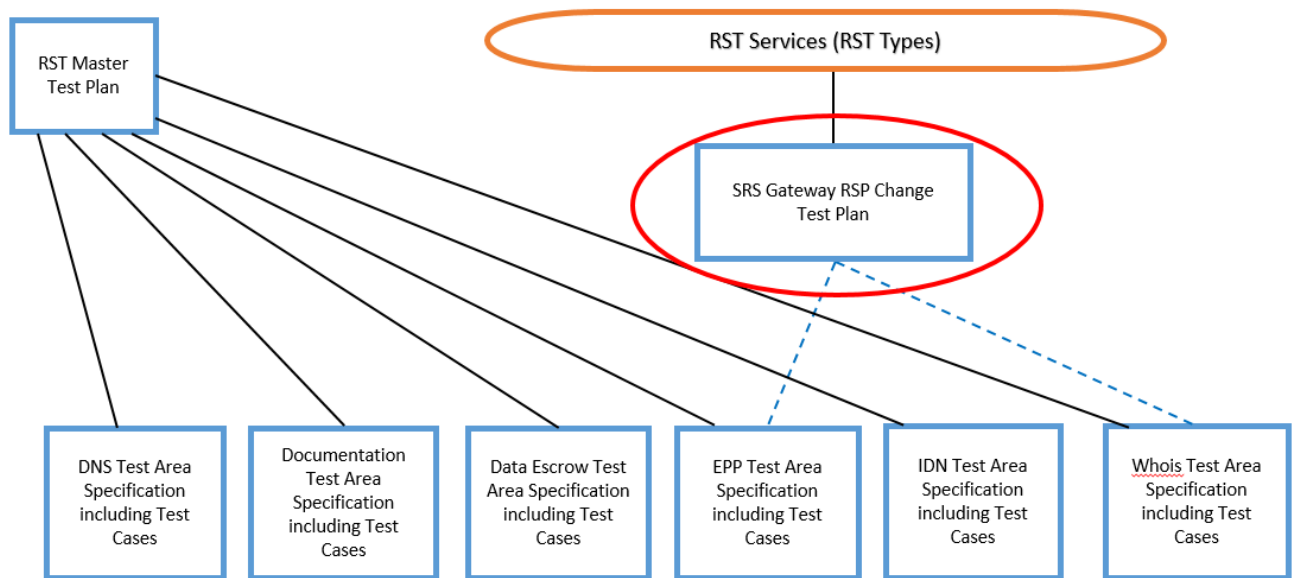 RST Services (RST Types)
RST Master
Test Plan
SRS Gateway RSP Change
Test Plan
DNS Test Area
Specification
including Test
Cases
Documentation
Test Area
Specification
including Test
Cases
Data Escrow Test
Area Specification
including Test
Cases
EPP Test Area
Specification
including Test
Cases
IDN Test Area
Specification
including Test
Cases
Whois Test Area
Specification
including Test
Cases